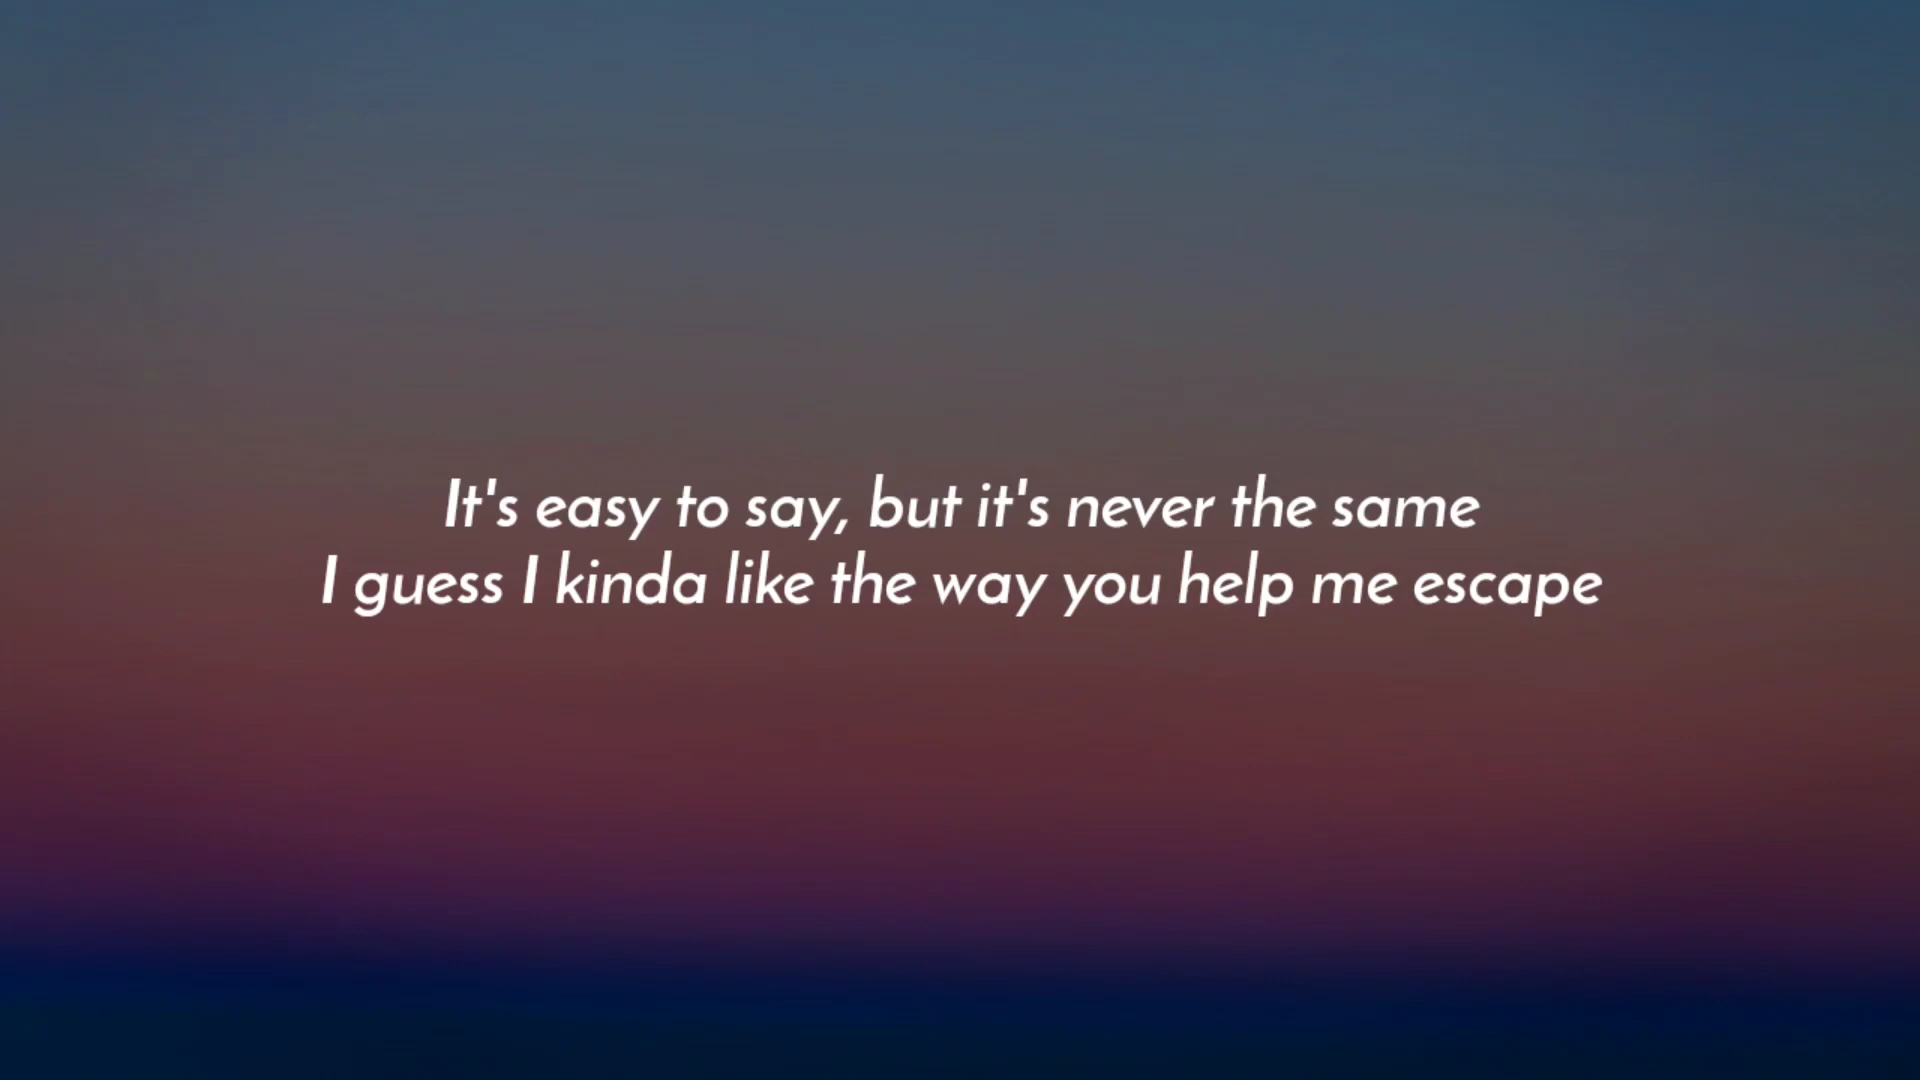 It's easy to say, but it's never the same
I guess I kinda like the way you help me escape